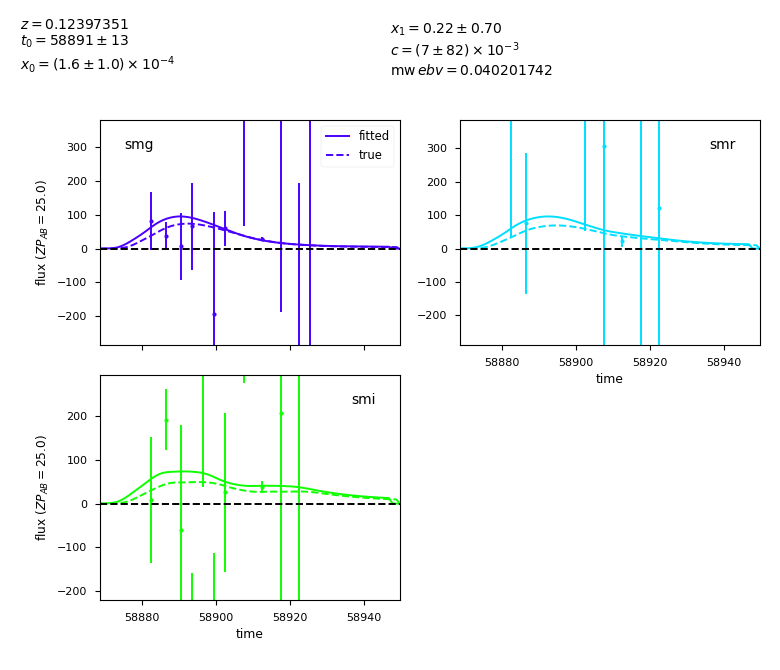 z = 0.12397351
t₀ = 58891 ± 13
x₀ = (1.6 ± 1.0) × 10⁻⁴
x₁ = 0.22 ± 0.70
c = (7 ± 82) × 10⁻³
mw ebv = 0.040201742
smg
fitted
true
300
200
100
0
−100
−200
flux (ZP_AB = 25.0)
smr
300
200
100
0
−100
−200
58880 58900 58920 58940
time
smi
200
100
0
−100
−200
flux (ZP_AB = 25.0)
58880 58900 58920 58940
time